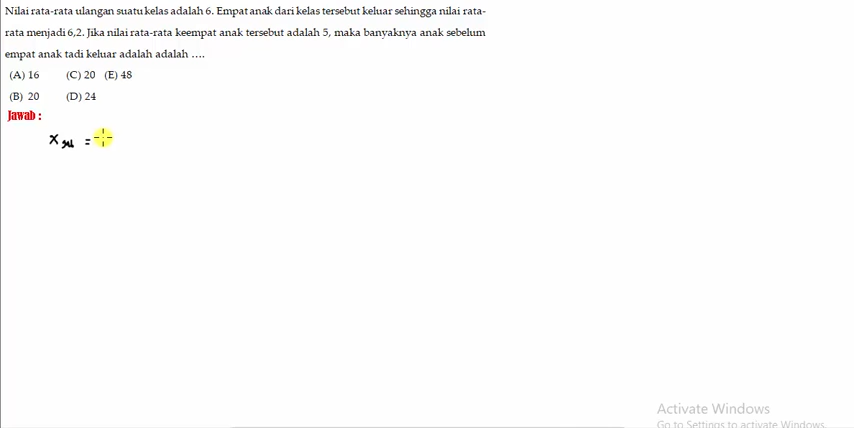 Nilai rata-rata ulangan suatu kelas adalah 6. Empat anak dari kelas tersebut keluar sehingga nilai rata-
rata menjadi 6,2. Jika nilai rata-rata keempat anak tersebut adalah 5, maka banyaknya anak sebelum
empat anak tadi keluar adalah adalah ….
(A) 16 (C) 20 (E) 48
(B) 20 (D) 24
Jawab :
x =
Activate Windows
Go to Settings to activate Windows.